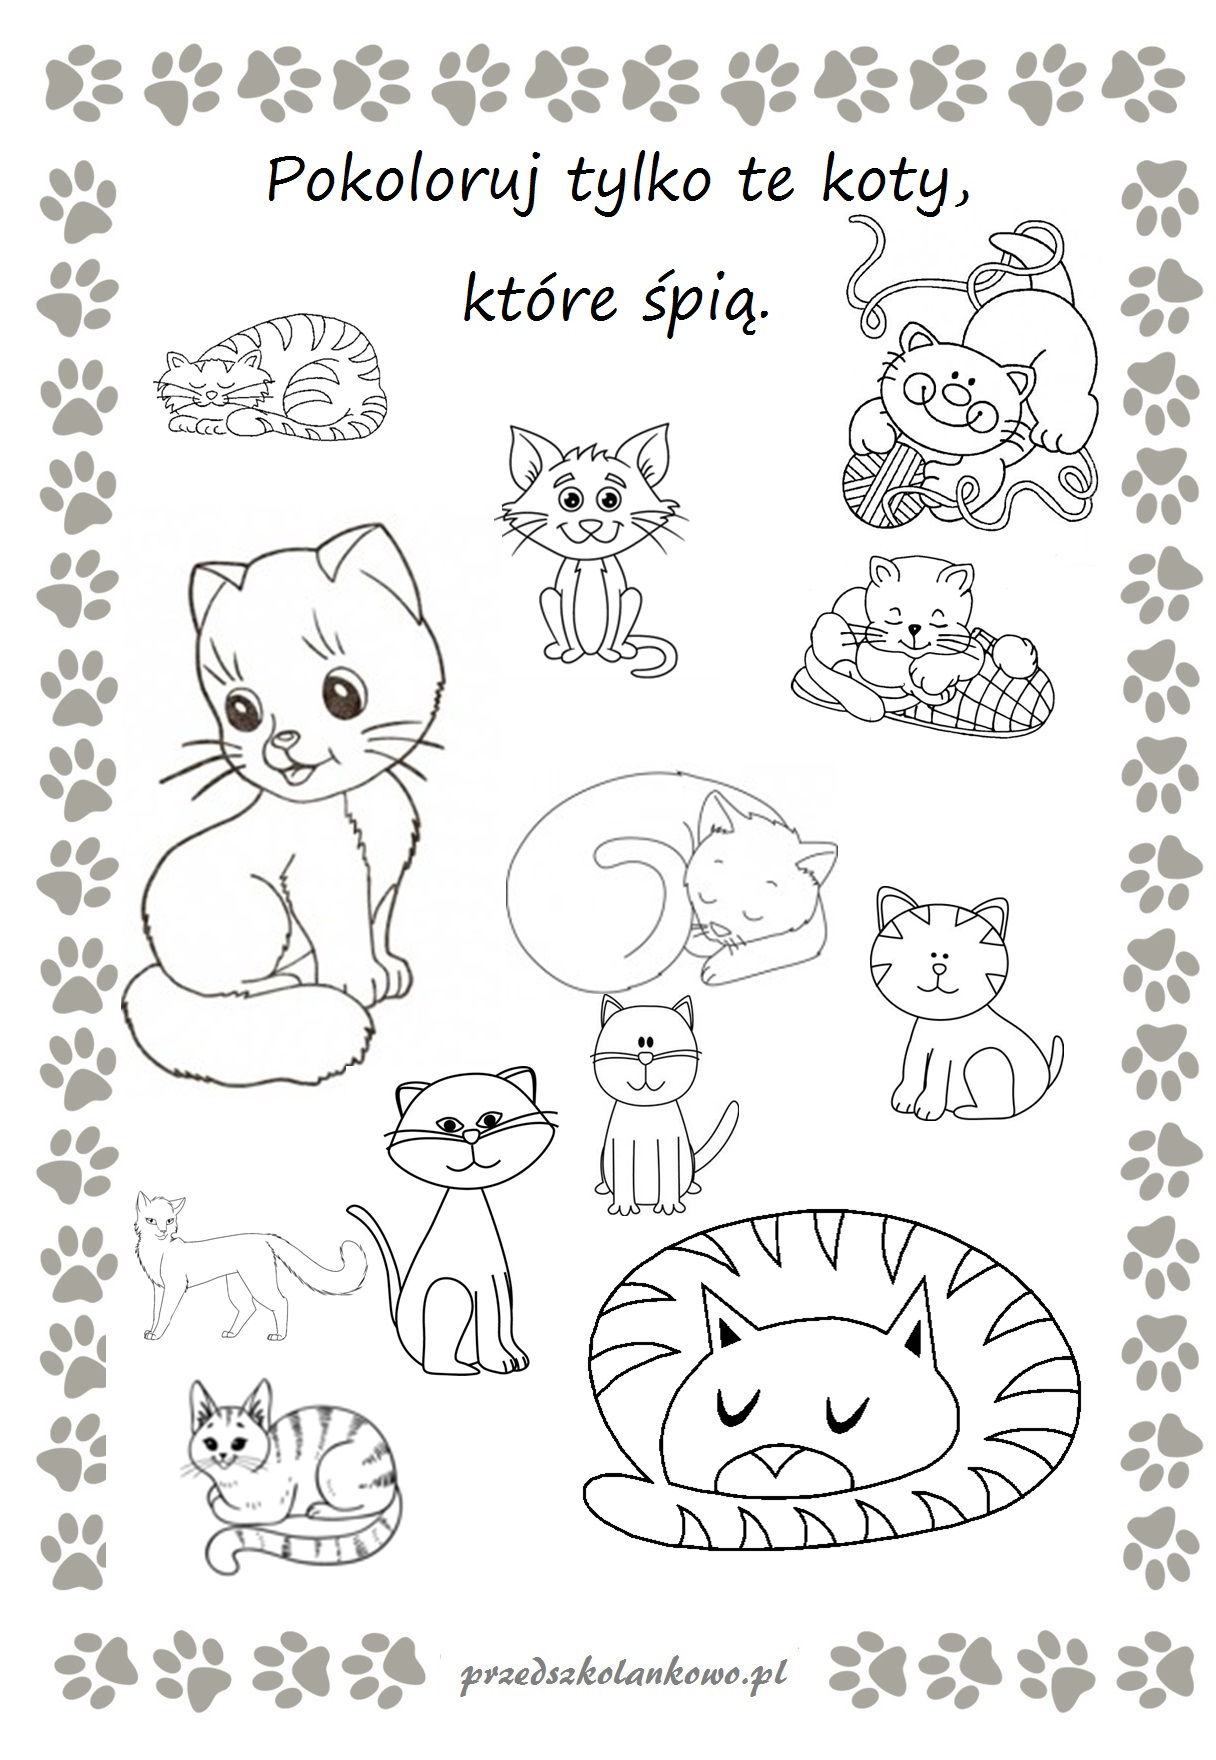 Pokoloruj tylko te koty,
które śpią.
przedszkolankowo.pl